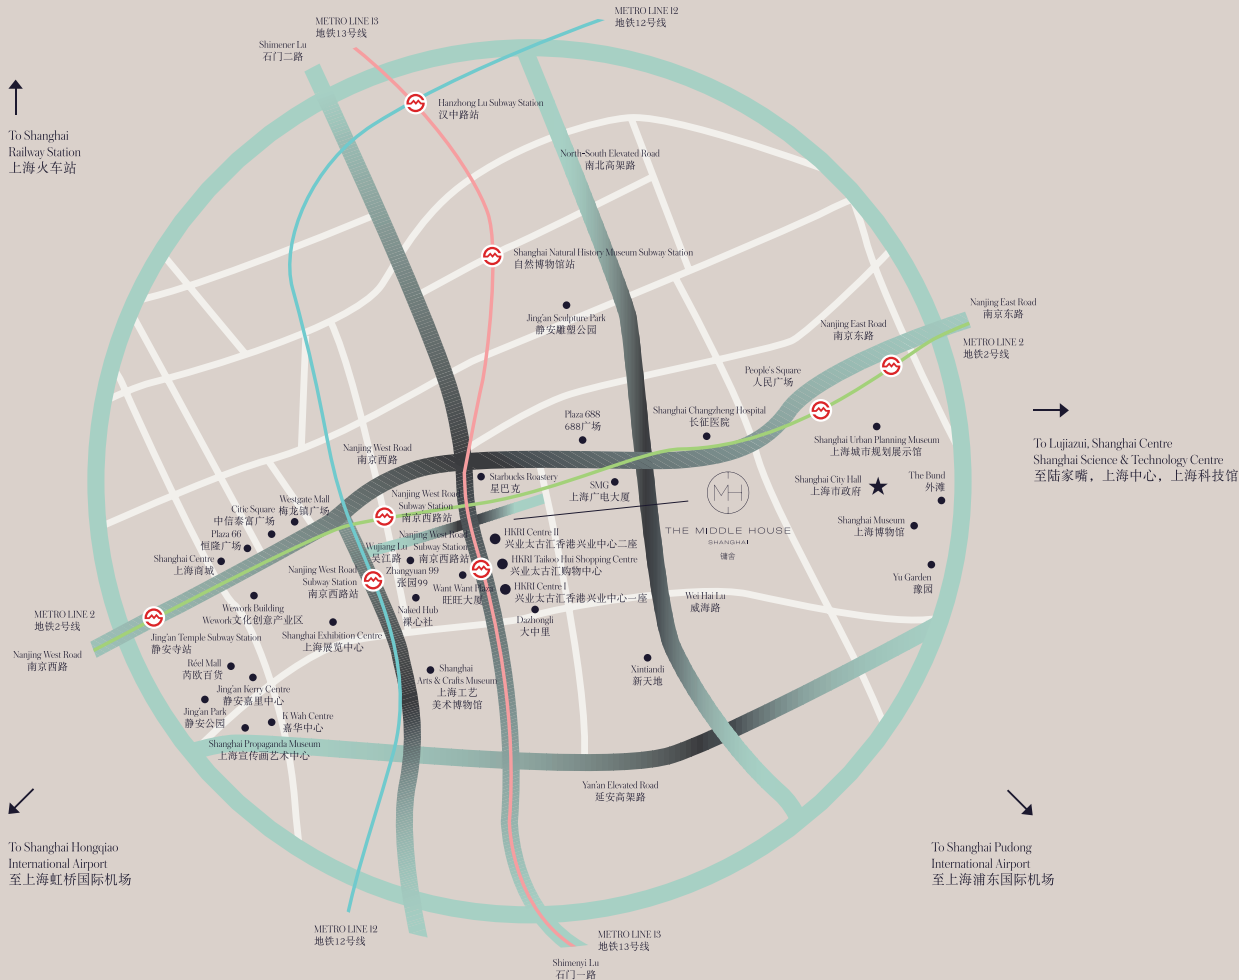 METRO LINE 13
地铁13号线
METRO LINE 12
地铁12号线
Shimener Lu
石门二路
Hanzhong Lu Subway Station
汉中路站
To Shanghai
Railway Station
上海火车站
North-South Elevated Road
南北高架路
Shanghai Natural History Museum Subway Station
自然博物馆站
Jing'an Sculpture Park
静安雕塑公园
Nanjing East Road
南京东路
Nanjing East Road
南京东路
METRO LINE 2
地铁2号线
People's Square
人民广场
Plaza 688
688广场
Shanghai Changzheng Hospital
长征医院
Shanghai Urban Planning Museum
上海城市规划展示馆
To Lujiazui, Shanghai Centre
Shanghai Science & Technology Centre
至陆家嘴，上海中心，上海科技馆
Nanjing West Road
南京西路
Starbucks Roastery
星巴克
SMG
上海广电大厦
Shanghai City Hall
上海市政府
The Bund
外滩
Nanjing West Road
Subway Station
南京西路站
Westgate Mall
梅龙镇广场
Citic Square
中信泰富广场
Plaza 66
恒隆广场
Shanghai Centre
上海商城
MH
THE MIDDLE HOUSE
SHANGHAI
镛舍
Shanghai Museum
上海博物馆
Yu Garden
豫园
Nanjing West Road
Subway Station
南京西路站
Wujiang Lu
吴江路
HKRI Centre II
兴业太古汇香港兴业中心二座
HKRI Taikoo Hui Shopping Centre
兴业太古汇购物中心
HKRI Centre I
兴业太古汇香港兴业中心一座
Zhangyuan 99
张园99
Nanjing West Road
Subway Station
南京西路站
Want Want Plaza
旺旺大厦
Naked Hub
裸心社
Dazhongli
大中里
Wei Hai Lu
威海路
Wework Building
Wework文化创意产业区
METRO LINE 2
地铁2号线
Jing'an Temple Subway Station
静安寺站
Nanjing West Road
南京西路
Shanghai Exhibition Centre
上海展览中心
Réel Mall
芮欧百货
Jing'an Kerry Centre
静安嘉里中心
Jing'an Park
静安公园
K Wah Centre
嘉华中心
Shanghai Propaganda Museum
上海宣传画艺术中心
Shanghai
Arts & Crafts Museum
上海工艺
美术博物馆
Xintiandi
新天地
Yan'an Elevated Road
延安高架路
To Shanghai Hongqiao
International Airport
至上海虹桥国际机场
To Shanghai Pudong
International Airport
至上海浦东国际机场
METRO LINE 12
地铁12号线
METRO LINE 13
地铁13号线
Shimenyi Lu
石门一路